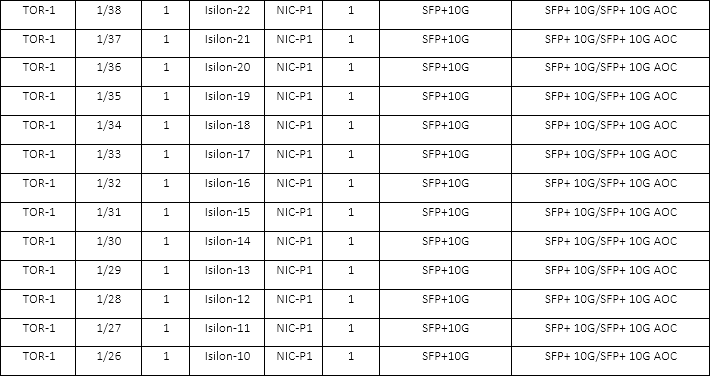 TOR-1 1/38 1 Isilon-22 NIC-P1 1 SFP+10G SFP+ 10G/SFP+ 10G AOC
TOR-1 1/37 1 Isilon-21 NIC-P1 1 SFP+10G SFP+ 10G/SFP+ 10G AOC
TOR-1 1/36 1 Isilon-20 NIC-P1 1 SFP+10G SFP+ 10G/SFP+ 10G AOC
TOR-1 1/35 1 Isilon-19 NIC-P1 1 SFP+10G SFP+ 10G/SFP+ 10G AOC
TOR-1 1/34 1 Isilon-18 NIC-P1 1 SFP+10G SFP+ 10G/SFP+ 10G AOC
TOR-1 1/33 1 Isilon-17 NIC-P1 1 SFP+10G SFP+ 10G/SFP+ 10G AOC
TOR-1 1/32 1 Isilon-16 NIC-P1 1 SFP+10G SFP+ 10G/SFP+ 10G AOC
TOR-1 1/31 1 Isilon-15 NIC-P1 1 SFP+10G SFP+ 10G/SFP+ 10G AOC
TOR-1 1/30 1 Isilon-14 NIC-P1 1 SFP+10G SFP+ 10G/SFP+ 10G AOC
TOR-1 1/29 1 Isilon-13 NIC-P1 1 SFP+10G SFP+ 10G/SFP+ 10G AOC
TOR-1 1/28 1 Isilon-12 NIC-P1 1 SFP+10G SFP+ 10G/SFP+ 10G AOC
TOR-1 1/27 1 Isilon-11 NIC-P1 1 SFP+10G SFP+ 10G/SFP+ 10G AOC
TOR-1 1/26 1 Isilon-10 NIC-P1 1 SFP+10G SFP+ 10G/SFP+ 10G AOC